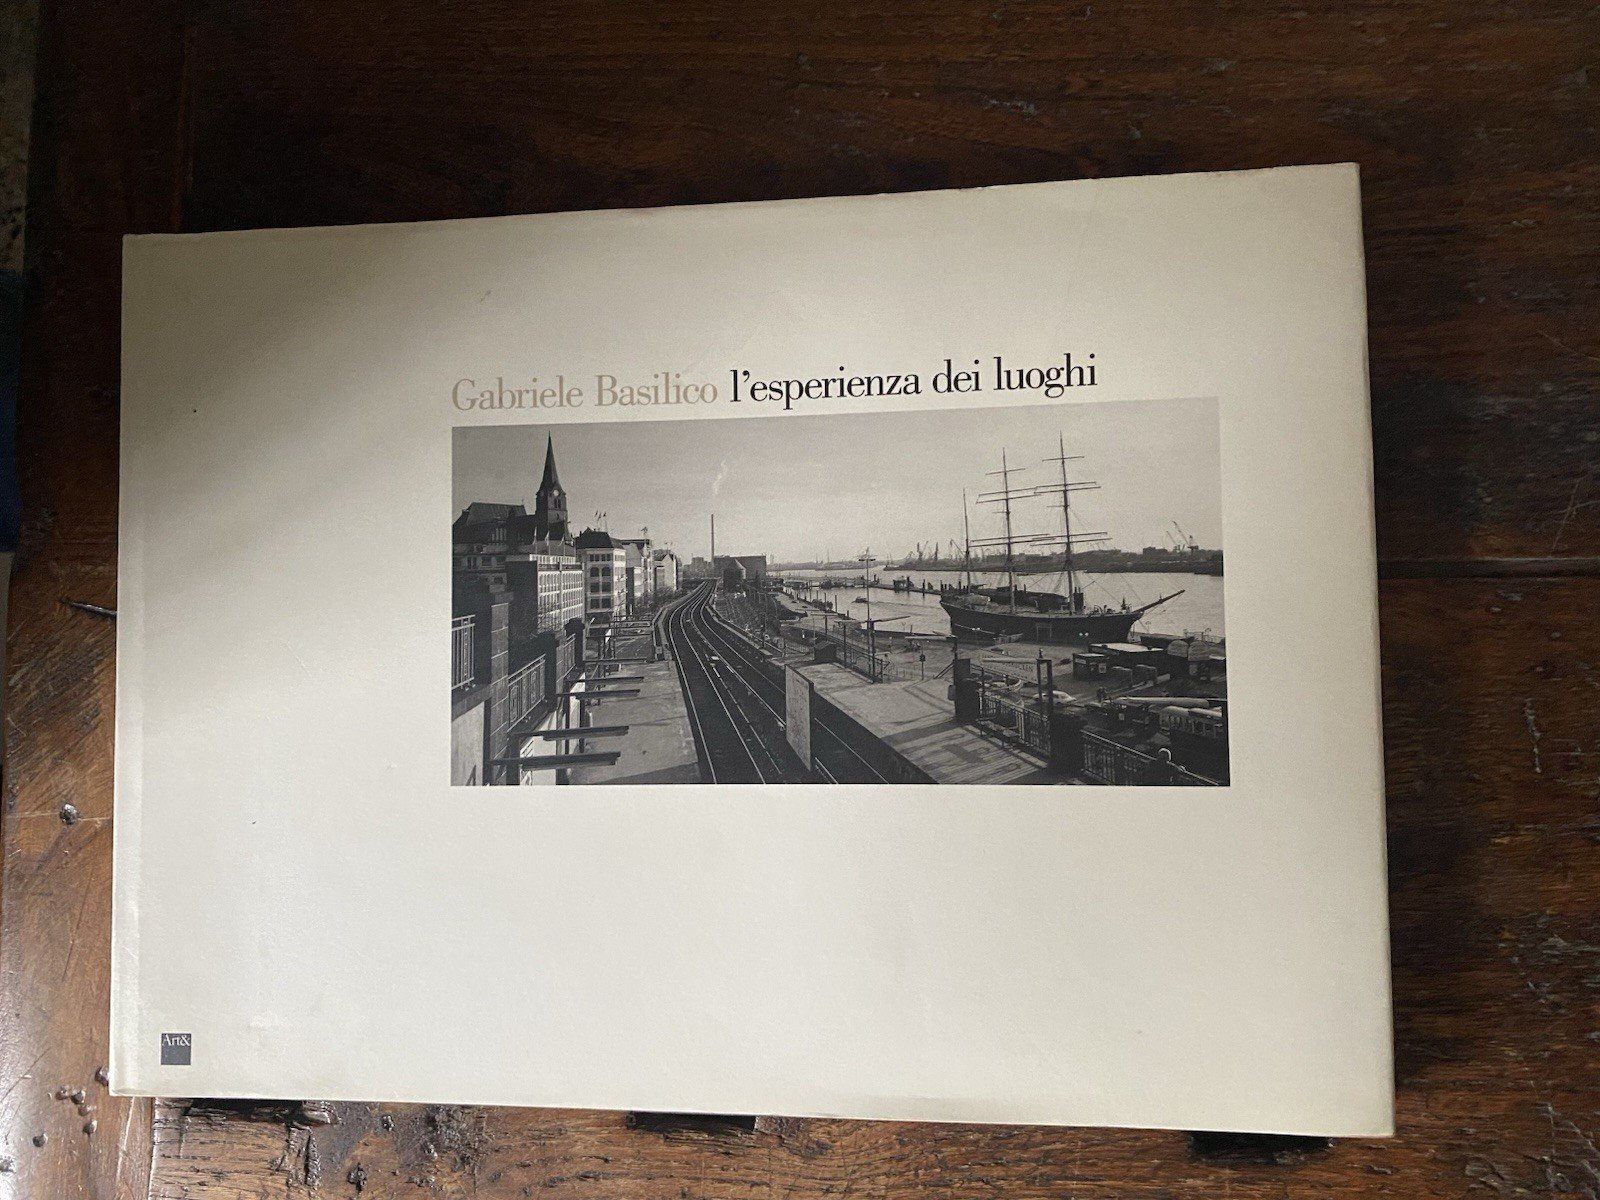 Gabriele Basilico l'esperienza dei luoghi
Art&